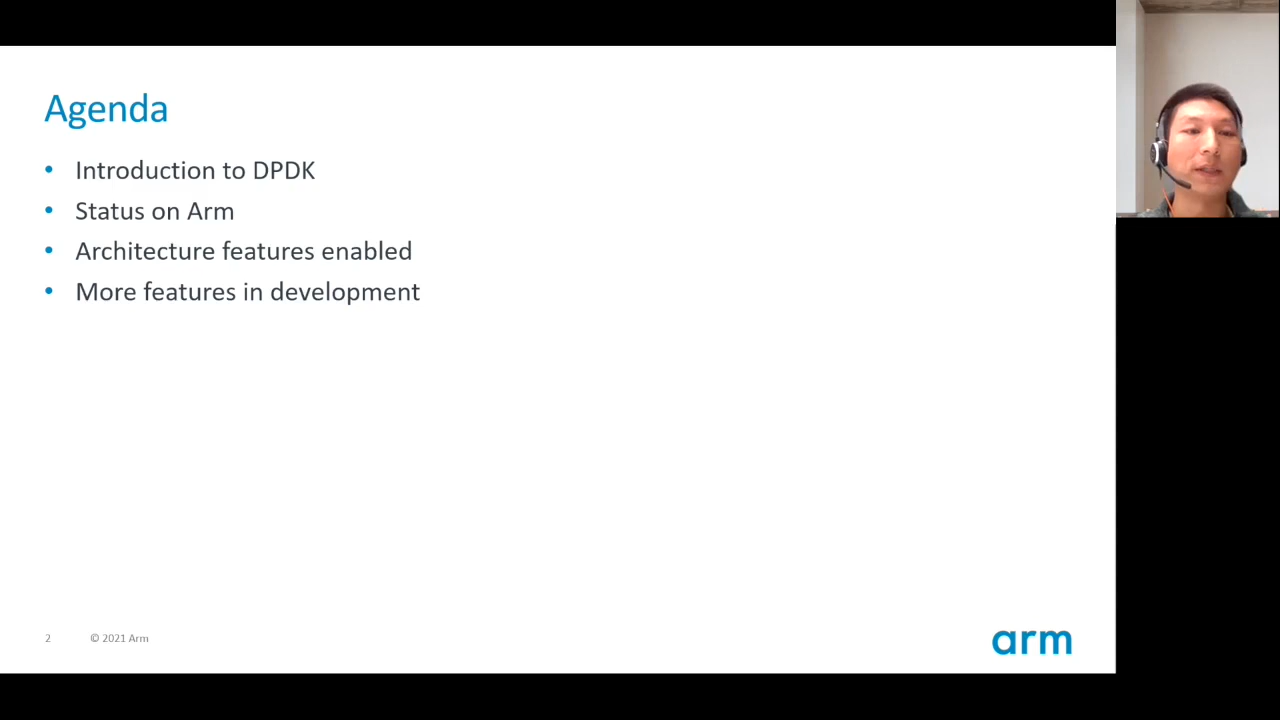 Agenda
• Introduction to DPDK
• Status on Arm
• Architecture features enabled
• More features in development
2 © 2021 Arm
arm